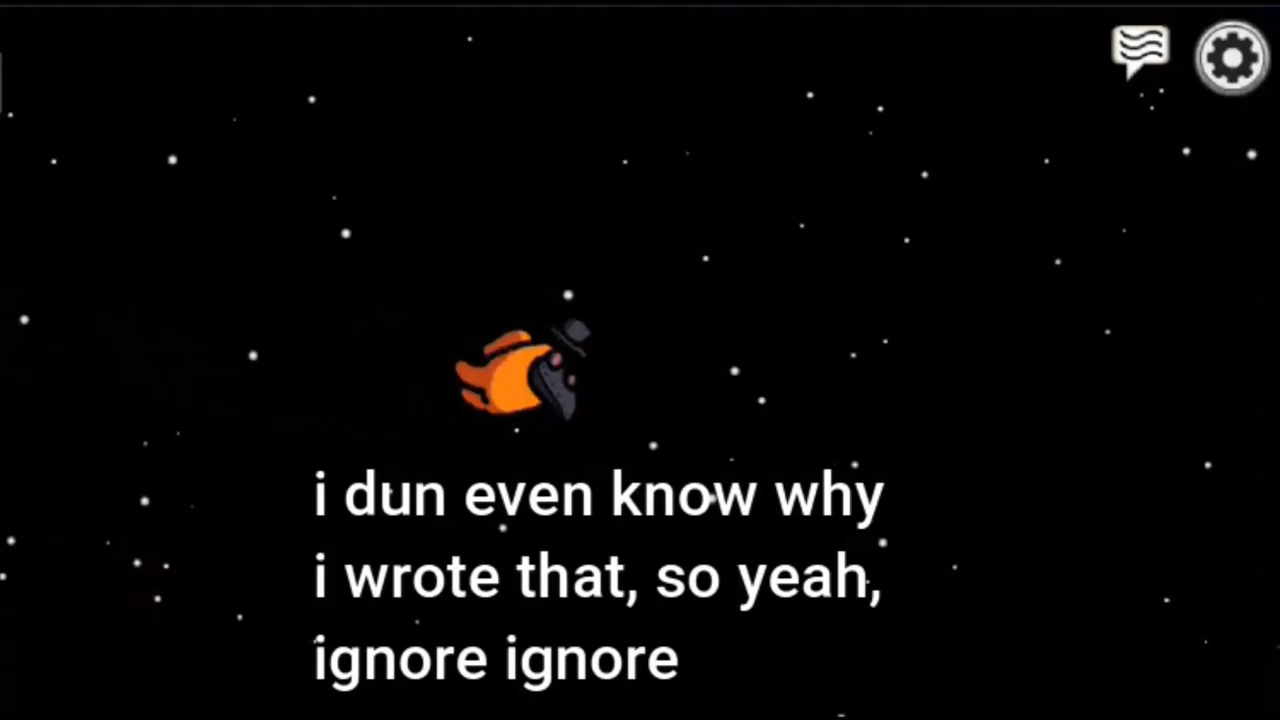 i dun even know why
i wrote that, so yeah,
ignore ignore